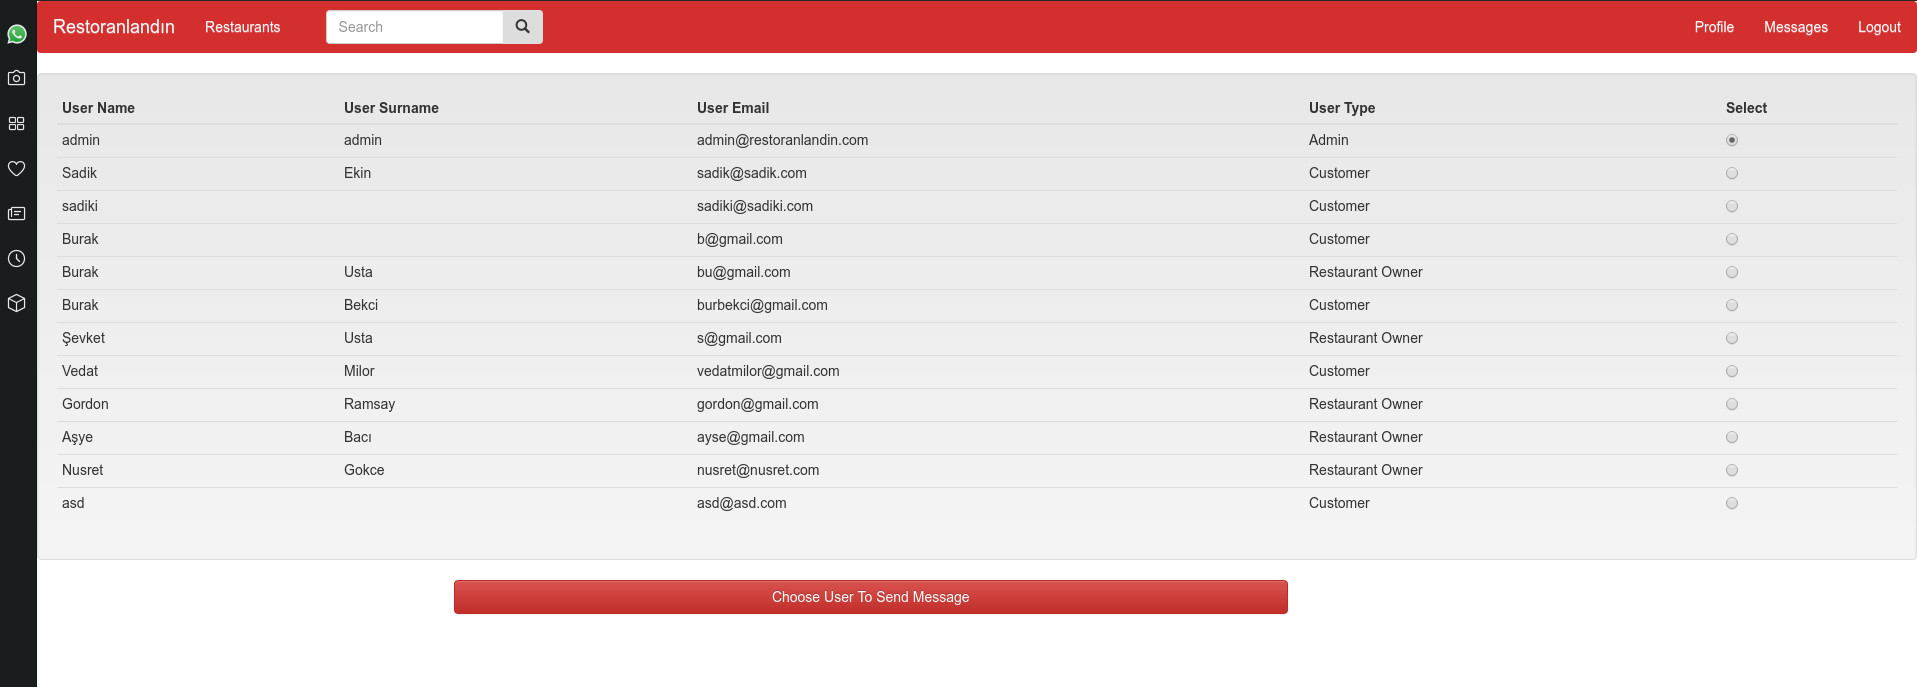 Restoranlandın Restaurants Search Profile Messages Logout
User Name User Surname User Email User Type Select
admin admin admin@restoranlandin.com Admin
Sadik Ekin sadik@sadik.com Customer
sadiki sadiki@sadiki.com Customer
Burak b@gmail.com Customer
Burak Usta bu@gmail.com Restaurant Owner
Burak Bekci burbekci@gmail.com Customer
Şevket Usta s@gmail.com Restaurant Owner
Vedat Milor vedatmilor@gmail.com Customer
Gordon Ramsay gordon@gmail.com Restaurant Owner
Aşye Bacı ayse@gmail.com Restaurant Owner
Nusret Gokce nusret@nusret.com Restaurant Owner
asd asd@asd.com Customer
Choose User To Send Message